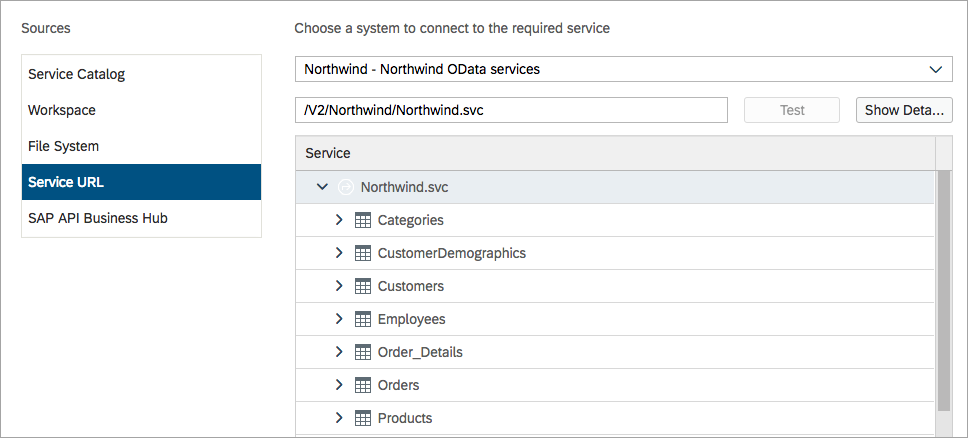 Sources
Choose a system to connect to the required service
Service Catalog
Workspace
File System
Service URL
SAP API Business Hub
Northwind - Northwind OData services
/V2/Northwind/Northwind.svc
Test
Show Deta...
Service
Northwind.svc
Categories
CustomerDemographics
Customers
Employees
Order_Details
Orders
Products